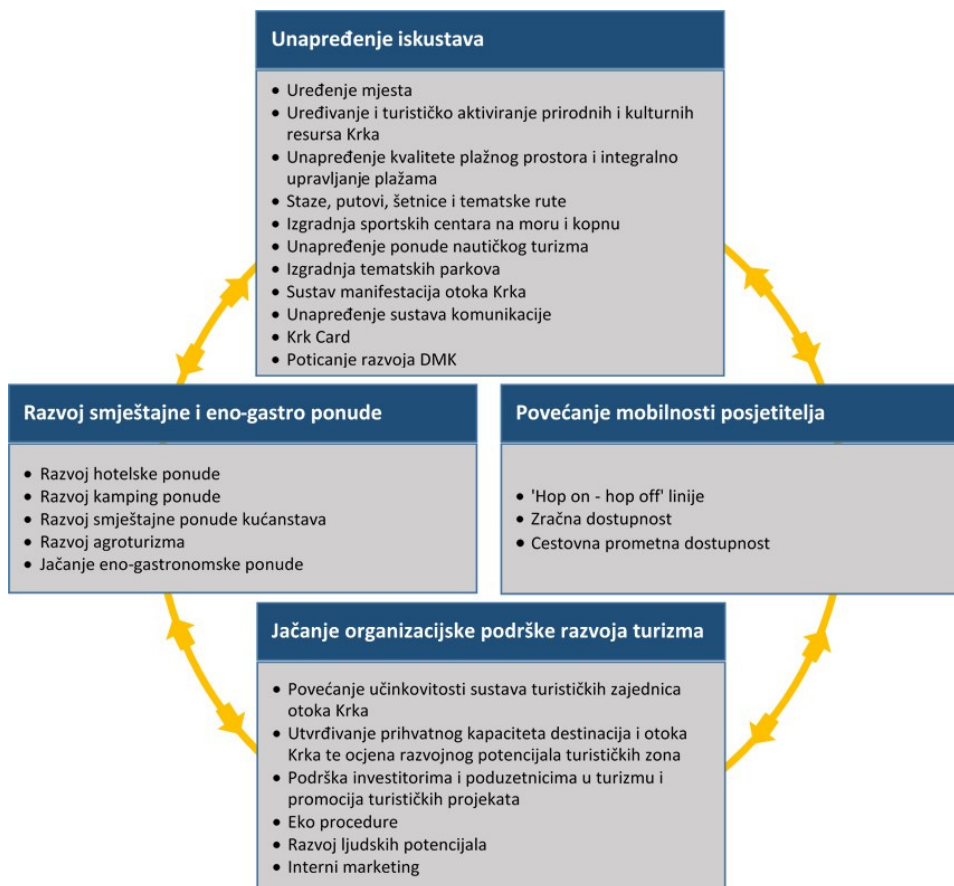 Unapređenje iskustava
• Uređenje mjesta
• Uređivanje i turističko aktiviranje prirodnih i kulturnih
resursa Krka
• Unapređenje kvalitete plažnog prostora i integralno
upravljanje plažama
• Staze, putovi, šetnice i tematske rute
• Izgradnja sportskih centara na moru i kopnu
• Unapređenje ponude nautičkog turizma
• Izgradnja tematskih parkova
• Sustav manifestacija otoka Krka
• Unapređenje sustava komunikacije
• Krk Card
• Poticanje razvoja DMK
Razvoj smještajne i eno-gastro ponude
• Razvoj hotelske ponude
• Razvoj kamping ponude
• Razvoj smještajne ponude kućanstava
• Razvoj agroturizma
• Jačanje eno-gastronomske ponude
Povećanje mobilnosti posjetitelja
• 'Hop on - hop off' linije
• Zračna dostupnost
• Cestovna prometna dostupnost
Jačanje organizacijske podrške razvoja turizma
• Povećanje učinkovitosti sustava turističkih zajednica
otoka Krka
• Utvrđivanje prihvatnog kapaciteta destinacija i otoka
Krka te ocjena razvojnog potencijala turističkih zona
• Podrška investitorima i poduzetnicima u turizmu i
promocija turističkih projekata
• Eko procedure
• Razvoj ljudskih potencijala
• Interni marketing